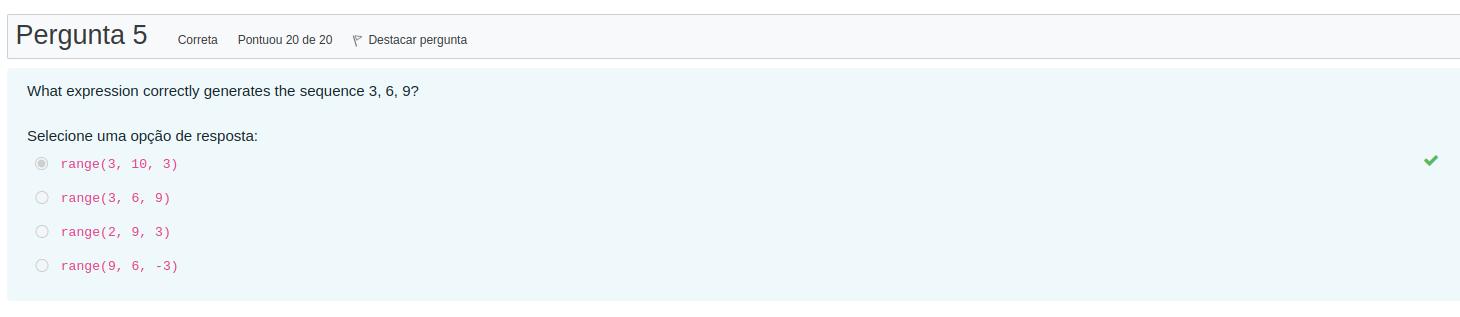 Pergunta 5 Correta Pontuou 20 de 20 Destacar pergunta
What expression correctly generates the sequence 3, 6, 9?
Selecione uma opção de resposta:
range(3, 10, 3)
range(3, 6, 9)
range(2, 9, 3)
range(9, 6, -3)